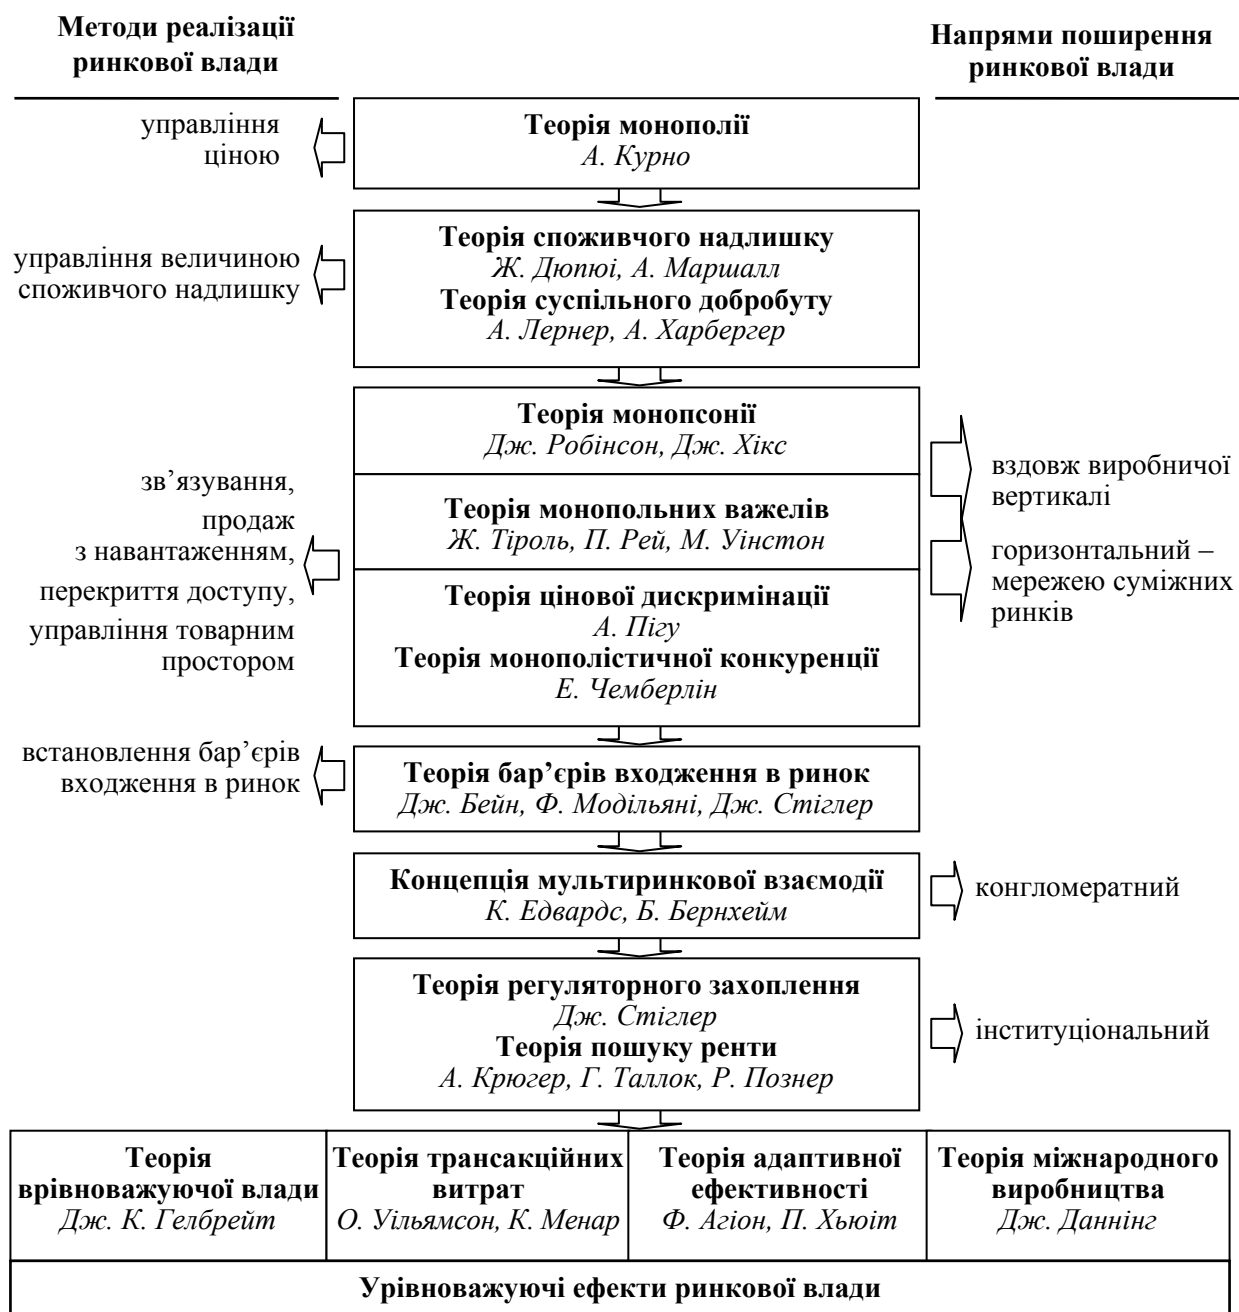 Методи реалізації
ринкової влади
Напрями поширення
ринкової влади
управління
ціною
Теорія монополії
А. Курно
управління величиною
споживчого надлишку
Теорія споживчого надлишку
Ж. Дюпюі, А. Маршалл
Теорія суспільного добробуту
А. Лернер, А. Харбергер
Теорія монопсонії
Дж. Робінсон, Дж. Хікс
вздовж виробничої
вертикалі
зв’язування,
продаж
з навантаженням,
перекриття доступу,
управління товарним
простором
Теорія монопольних важелів
Ж. Тіроль, П. Рей, М. Уінстон
горизонтальний –
мережею суміжних
ринків
Теорія цінової дискримінації
А. Пігу
Теорія монополістичної конкуренції
Е. Чемберлін
встановлення бар’єрів
входження в ринок
Теорія бар’єрів входження в ринок
Дж. Бейн, Ф. Модільяні, Дж. Стіглер
Концепція мультиринкової взаємодії
К. Едвардс, Б. Бернхейм
конгломератний
Теорія регуляторного захоплення
Дж. Стіглер
Теорія пошуку ренти
А. Крюгер, Г. Таллок, Р. Познер
інституціональний
Теорія
врівноважуючої влади
Дж. К. Гелбрейт
Теорія трансакційних
витрат
О. Уільямсон, К. Менар
Теорія адаптивної
ефективності
Ф. Агіон, П. Хьюіт
Теорія міжнародного
виробництва
Дж. Даннінг
Урівноважуючі ефекти ринкової влади